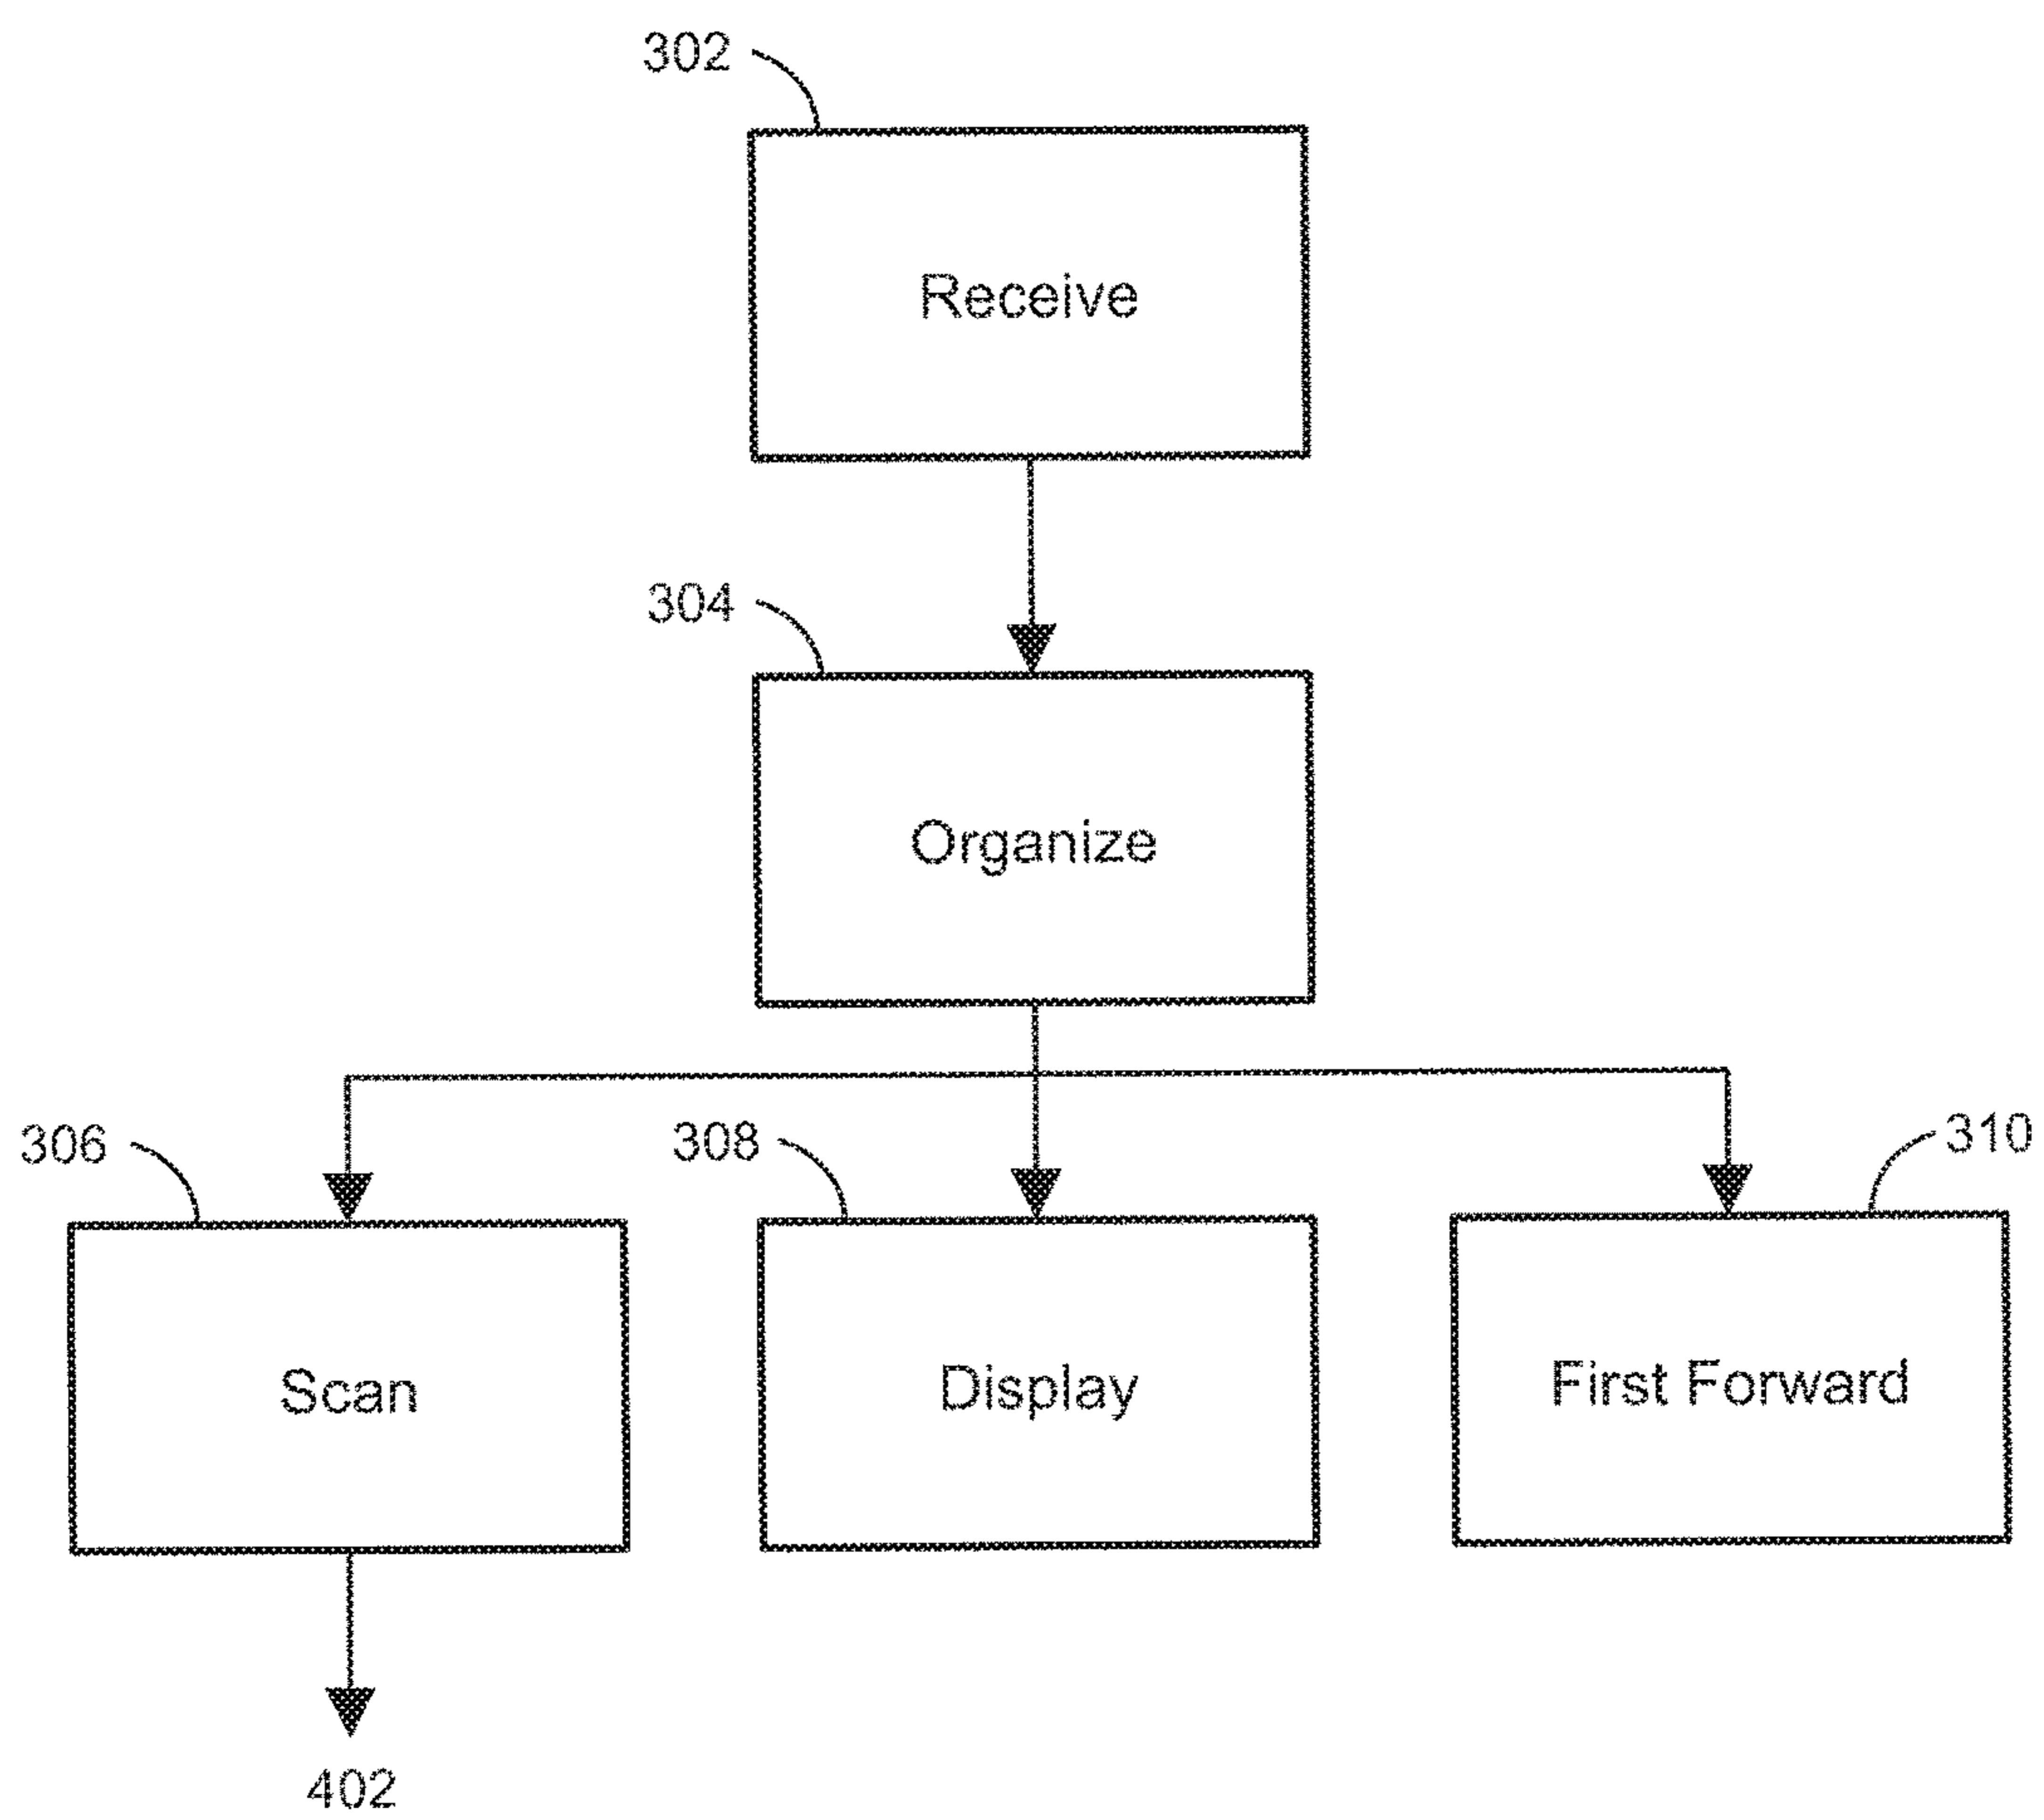 302
Receive
304
Organize
306
308
310
Scan
Display
First Forward
402